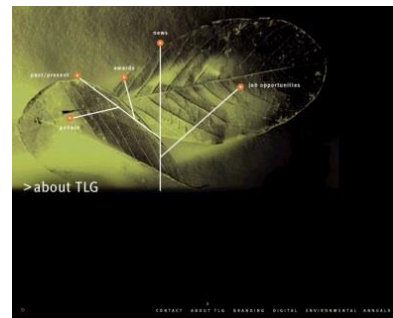 news
awards
past/present
job opportunities
person
>about TLG
CONTACT ABOUT TLG BRANDING DIGITAL ENVIRONMENTAL ANNUALS